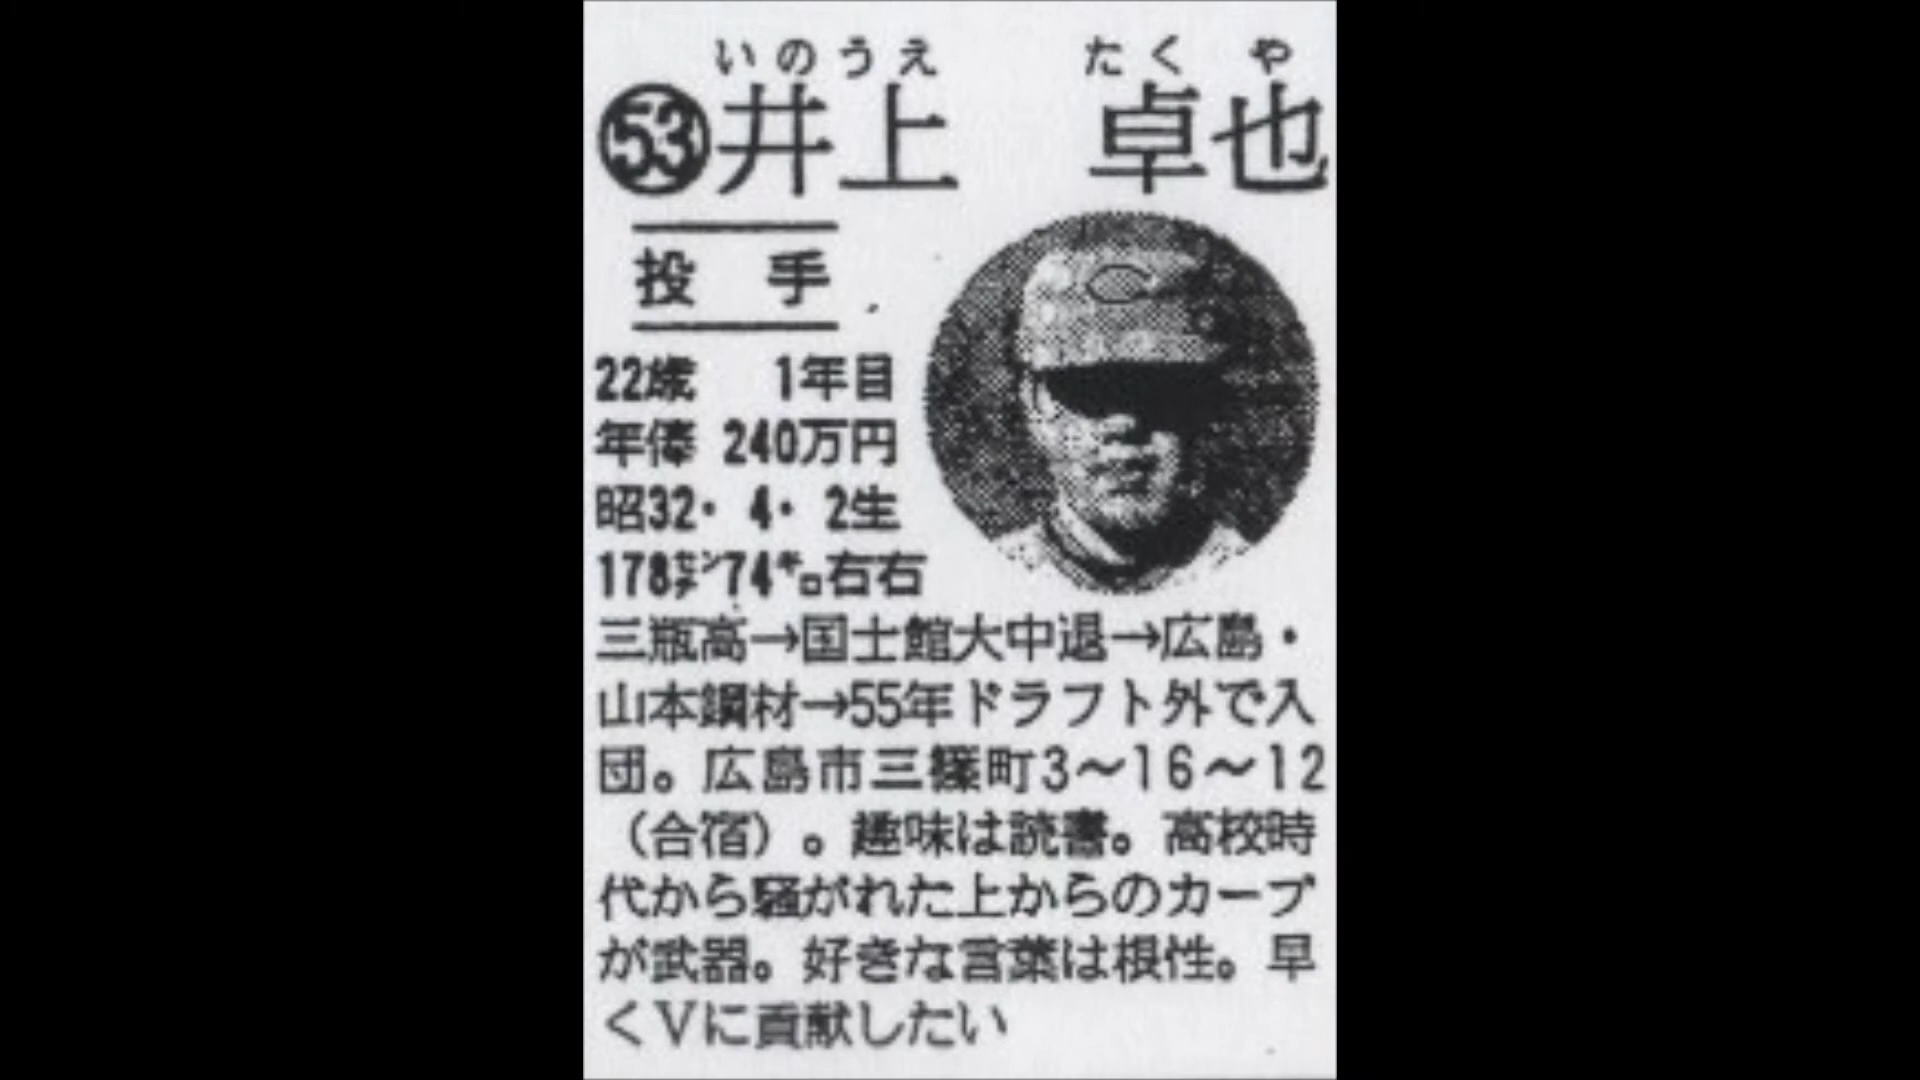 いのうえ たくや
53 井上 卓也
投手
22歳 1年目
年俸 240万円
昭32・4・2生
178センチ74キロ右右
三瓶高→国士館大中退→広島・
山本鋼材→55年ドラフト外で入
団。広島市三篠町3〜16〜12
（合宿）。趣味は読書。高校時
代から騒がれた上からのカーブ
が武器。好きな言葉は根性。早
くVに貢献したい